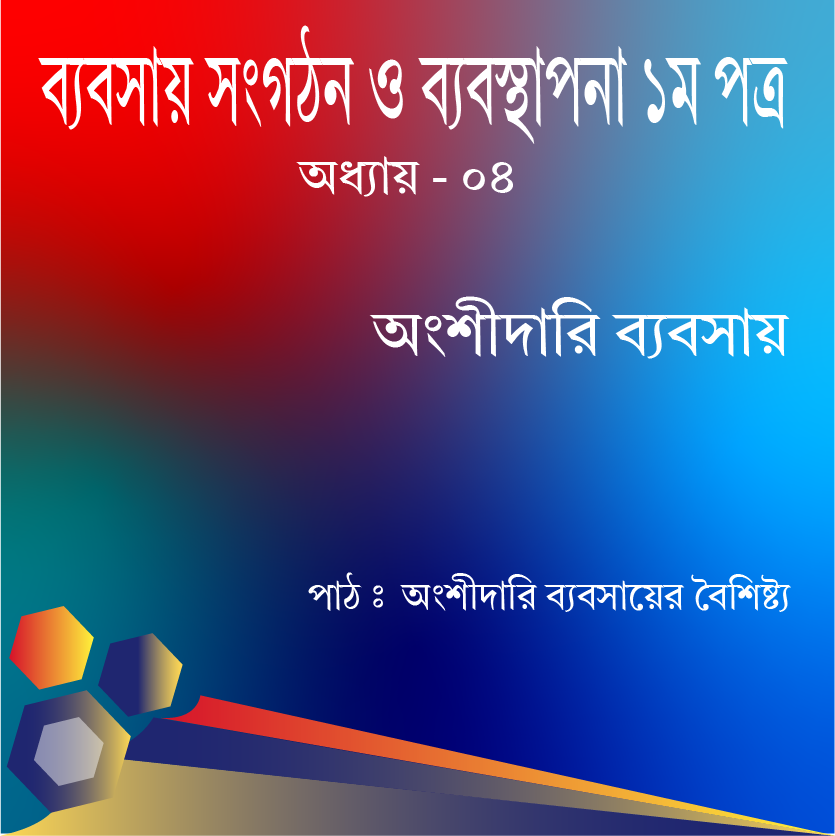 ব্যবসায় সংগঠন ও ব্যবস্থাপনা ১ম পত্র
অধ্যায় - ০৪
অংশীদারি ব্যবসায়
পাঠ ঃ অংশীদারি ব্যবসায়ের বৈশিষ্ট্য